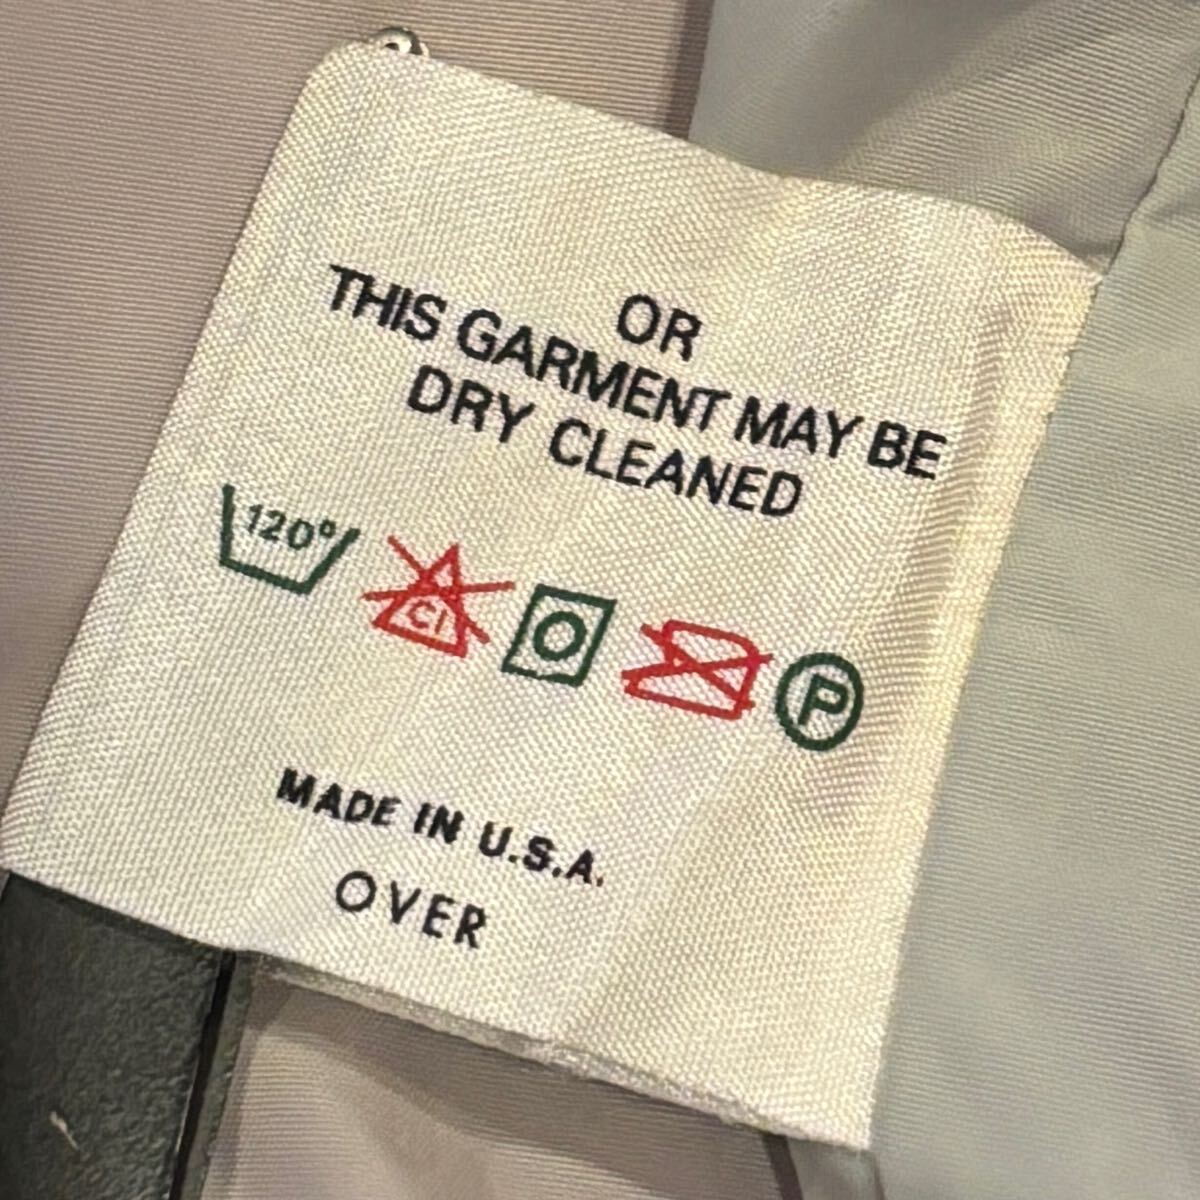 OR
THIS GARMENT MAY BE
DRY CLEANED
120° Cl P
MADE IN U.S.A.
OVER